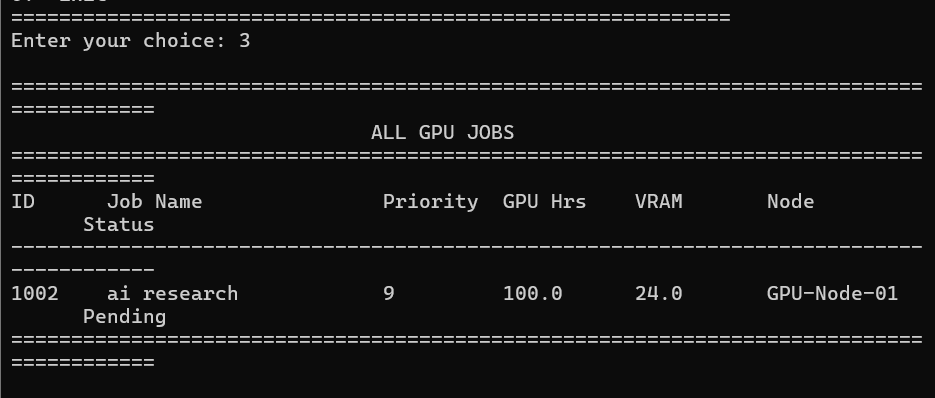 ============================================================
Enter your choice: 3
============================================================================
============
ALL GPU JOBS
============================================================================
============
ID      Job Name               Priority  GPU Hrs    VRAM       Node
      Status
----------------------------------------------------------------------------
------------
1002    ai research            9         100.0      24.0       GPU-Node-01
      Pending
============================================================================
============